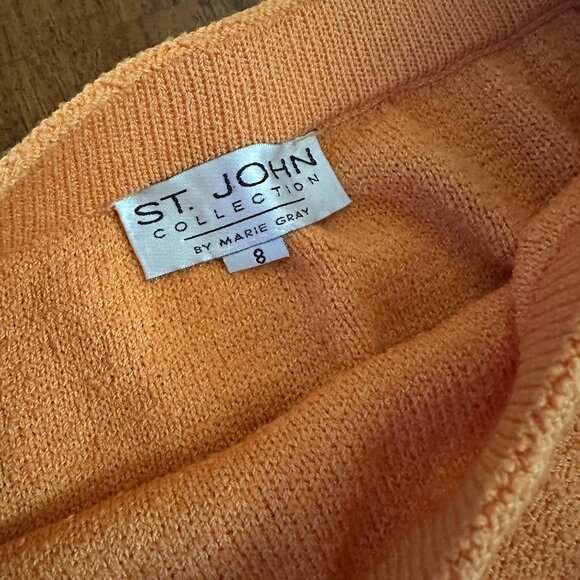 ST. JOHN
COLLECTION
BY MARIE GRAY
8